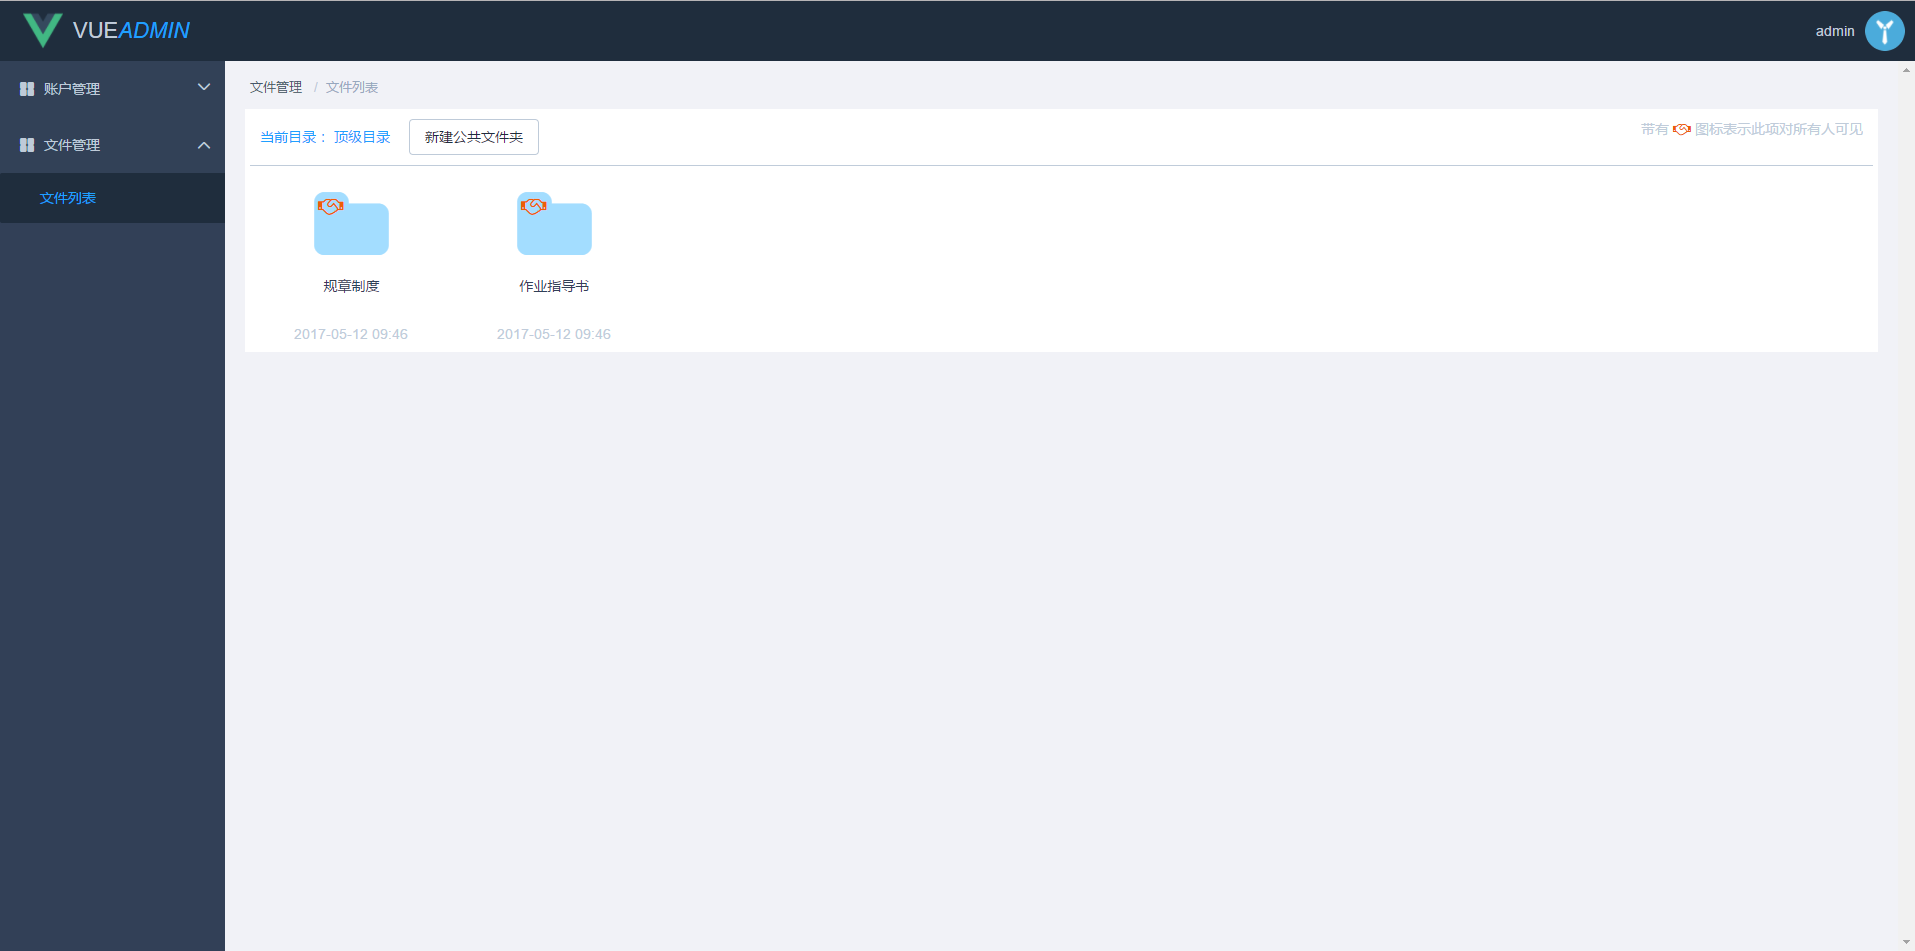 VUEADMIN
admin
账户管理
文件管理
文件列表
文件管理 / 文件列表
当前目录： 顶级目录
新建公共文件夹
带有 图标表示此项对所有人可见
规章制度
2017-05-12 09:46
作业指导书
2017-05-12 09:46